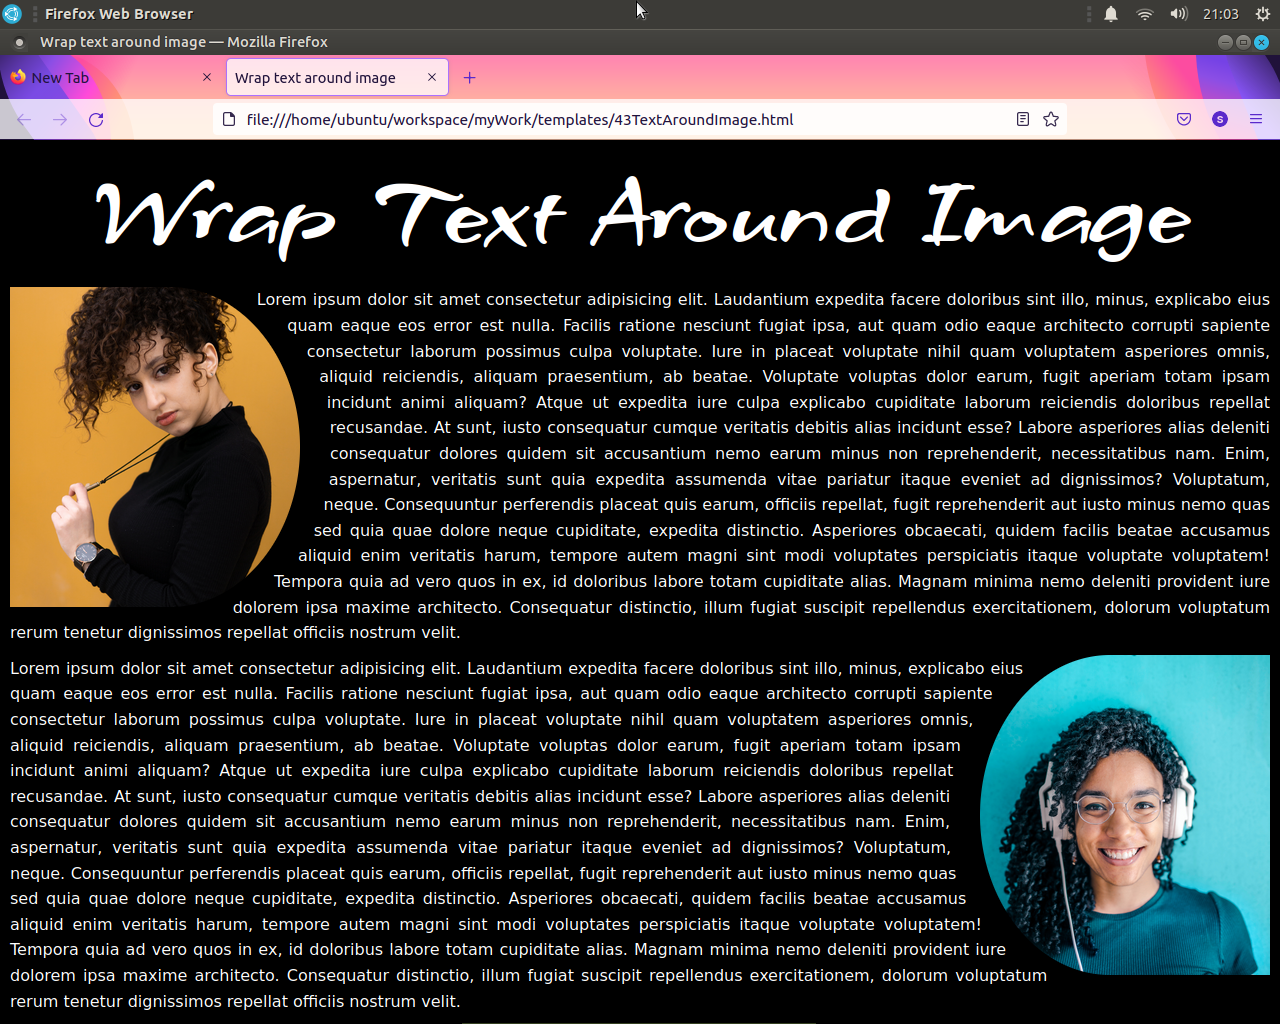 Firefox Web Browser
21:03
Wrap text around image — Mozilla Firefox
New Tab
Wrap text around image
file:///home/ubuntu/workspace/myWork/templates/43TextAroundImage.html
S
Wrap Text Around Image
Lorem ipsum dolor sit amet consectetur adipisicing elit. Laudantium expedita facere doloribus sint illo, minus, explicabo eius
quam eaque eos error est nulla. Facilis ratione nesciunt fugiat ipsa, aut quam odio eaque architecto corrupti sapiente
consectetur laborum possimus culpa voluptate. Iure in placeat voluptate nihil quam voluptatem asperiores omnis,
aliquid reiciendis, aliquam praesentium, ab beatae. Voluptate voluptas dolor earum, fugit aperiam totam ipsam
incidunt animi aliquam? Atque ut expedita iure culpa explicabo cupiditate laborum reiciendis doloribus repellat
recusandae. At sunt, iusto consequatur cumque veritatis debitis alias incidunt esse? Labore asperiores alias deleniti
consequatur dolores quidem sit accusantium nemo earum minus non reprehenderit, necessitatibus nam. Enim,
aspernatur, veritatis sunt quia expedita assumenda vitae pariatur itaque eveniet ad dignissimos? Voluptatum,
neque. Consequuntur perferendis placeat quis earum, officiis repellat, fugit reprehenderit aut iusto minus nemo quas
sed quia quae dolore neque cupiditate, expedita distinctio. Asperiores obcaecati, quidem facilis beatae accusamus
aliquid enim veritatis harum, tempore autem magni sint modi voluptates perspiciatis itaque voluptate voluptatem!
Tempora quia ad vero quos in ex, id doloribus labore totam cupiditate alias. Magnam minima nemo deleniti provident iure
dolorem ipsa maxime architecto. Consequatur distinctio, illum fugiat suscipit repellendus exercitationem, dolorum voluptatum
rerum tenetur dignissimos repellat officiis nostrum velit.
Lorem ipsum dolor sit amet consectetur adipisicing elit. Laudantium expedita facere doloribus sint illo, minus, explicabo eius
quam eaque eos error est nulla. Facilis ratione nesciunt fugiat ipsa, aut quam odio eaque architecto corrupti sapiente
consectetur laborum possimus culpa voluptate. Iure in placeat voluptate nihil quam voluptatem asperiores omnis,
aliquid reiciendis, aliquam praesentium, ab beatae. Voluptate voluptas dolor earum, fugit aperiam totam ipsam
incidunt animi aliquam? Atque ut expedita iure culpa explicabo cupiditate laborum reiciendis doloribus repellat
recusandae. At sunt, iusto consequatur cumque veritatis debitis alias incidunt esse? Labore asperiores alias deleniti
consequatur dolores quidem sit accusantium nemo earum minus non reprehenderit, necessitatibus nam. Enim,
aspernatur, veritatis sunt quia expedita assumenda vitae pariatur itaque eveniet ad dignissimos? Voluptatum,
neque. Consequuntur perferendis placeat quis earum, officiis repellat, fugit reprehenderit aut iusto minus nemo quas
sed quia quae dolore neque cupiditate, expedita distinctio. Asperiores obcaecati, quidem facilis beatae accusamus
aliquid enim veritatis harum, tempore autem magni sint modi voluptates perspiciatis itaque voluptate voluptatem!
Tempora quia ad vero quos in ex, id doloribus labore totam cupiditate alias. Magnam minima nemo deleniti provident iure
dolorem ipsa maxime architecto. Consequatur distinctio, illum fugiat suscipit repellendus exercitationem, dolorum voluptatum
rerum tenetur dignissimos repellat officiis nostrum velit.